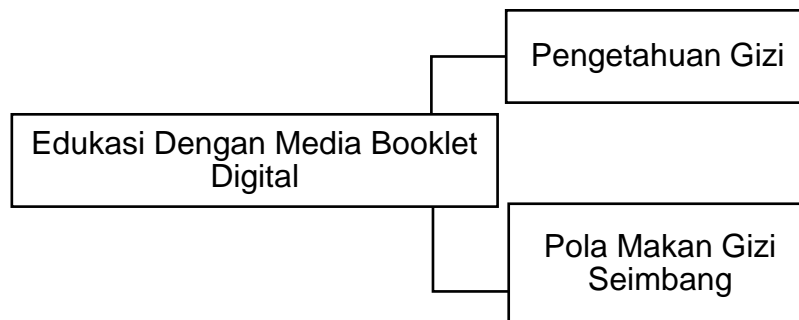 Pengetahuan Gizi
Edukasi Dengan Media Booklet
Digital
Pola Makan Gizi
Seimbang